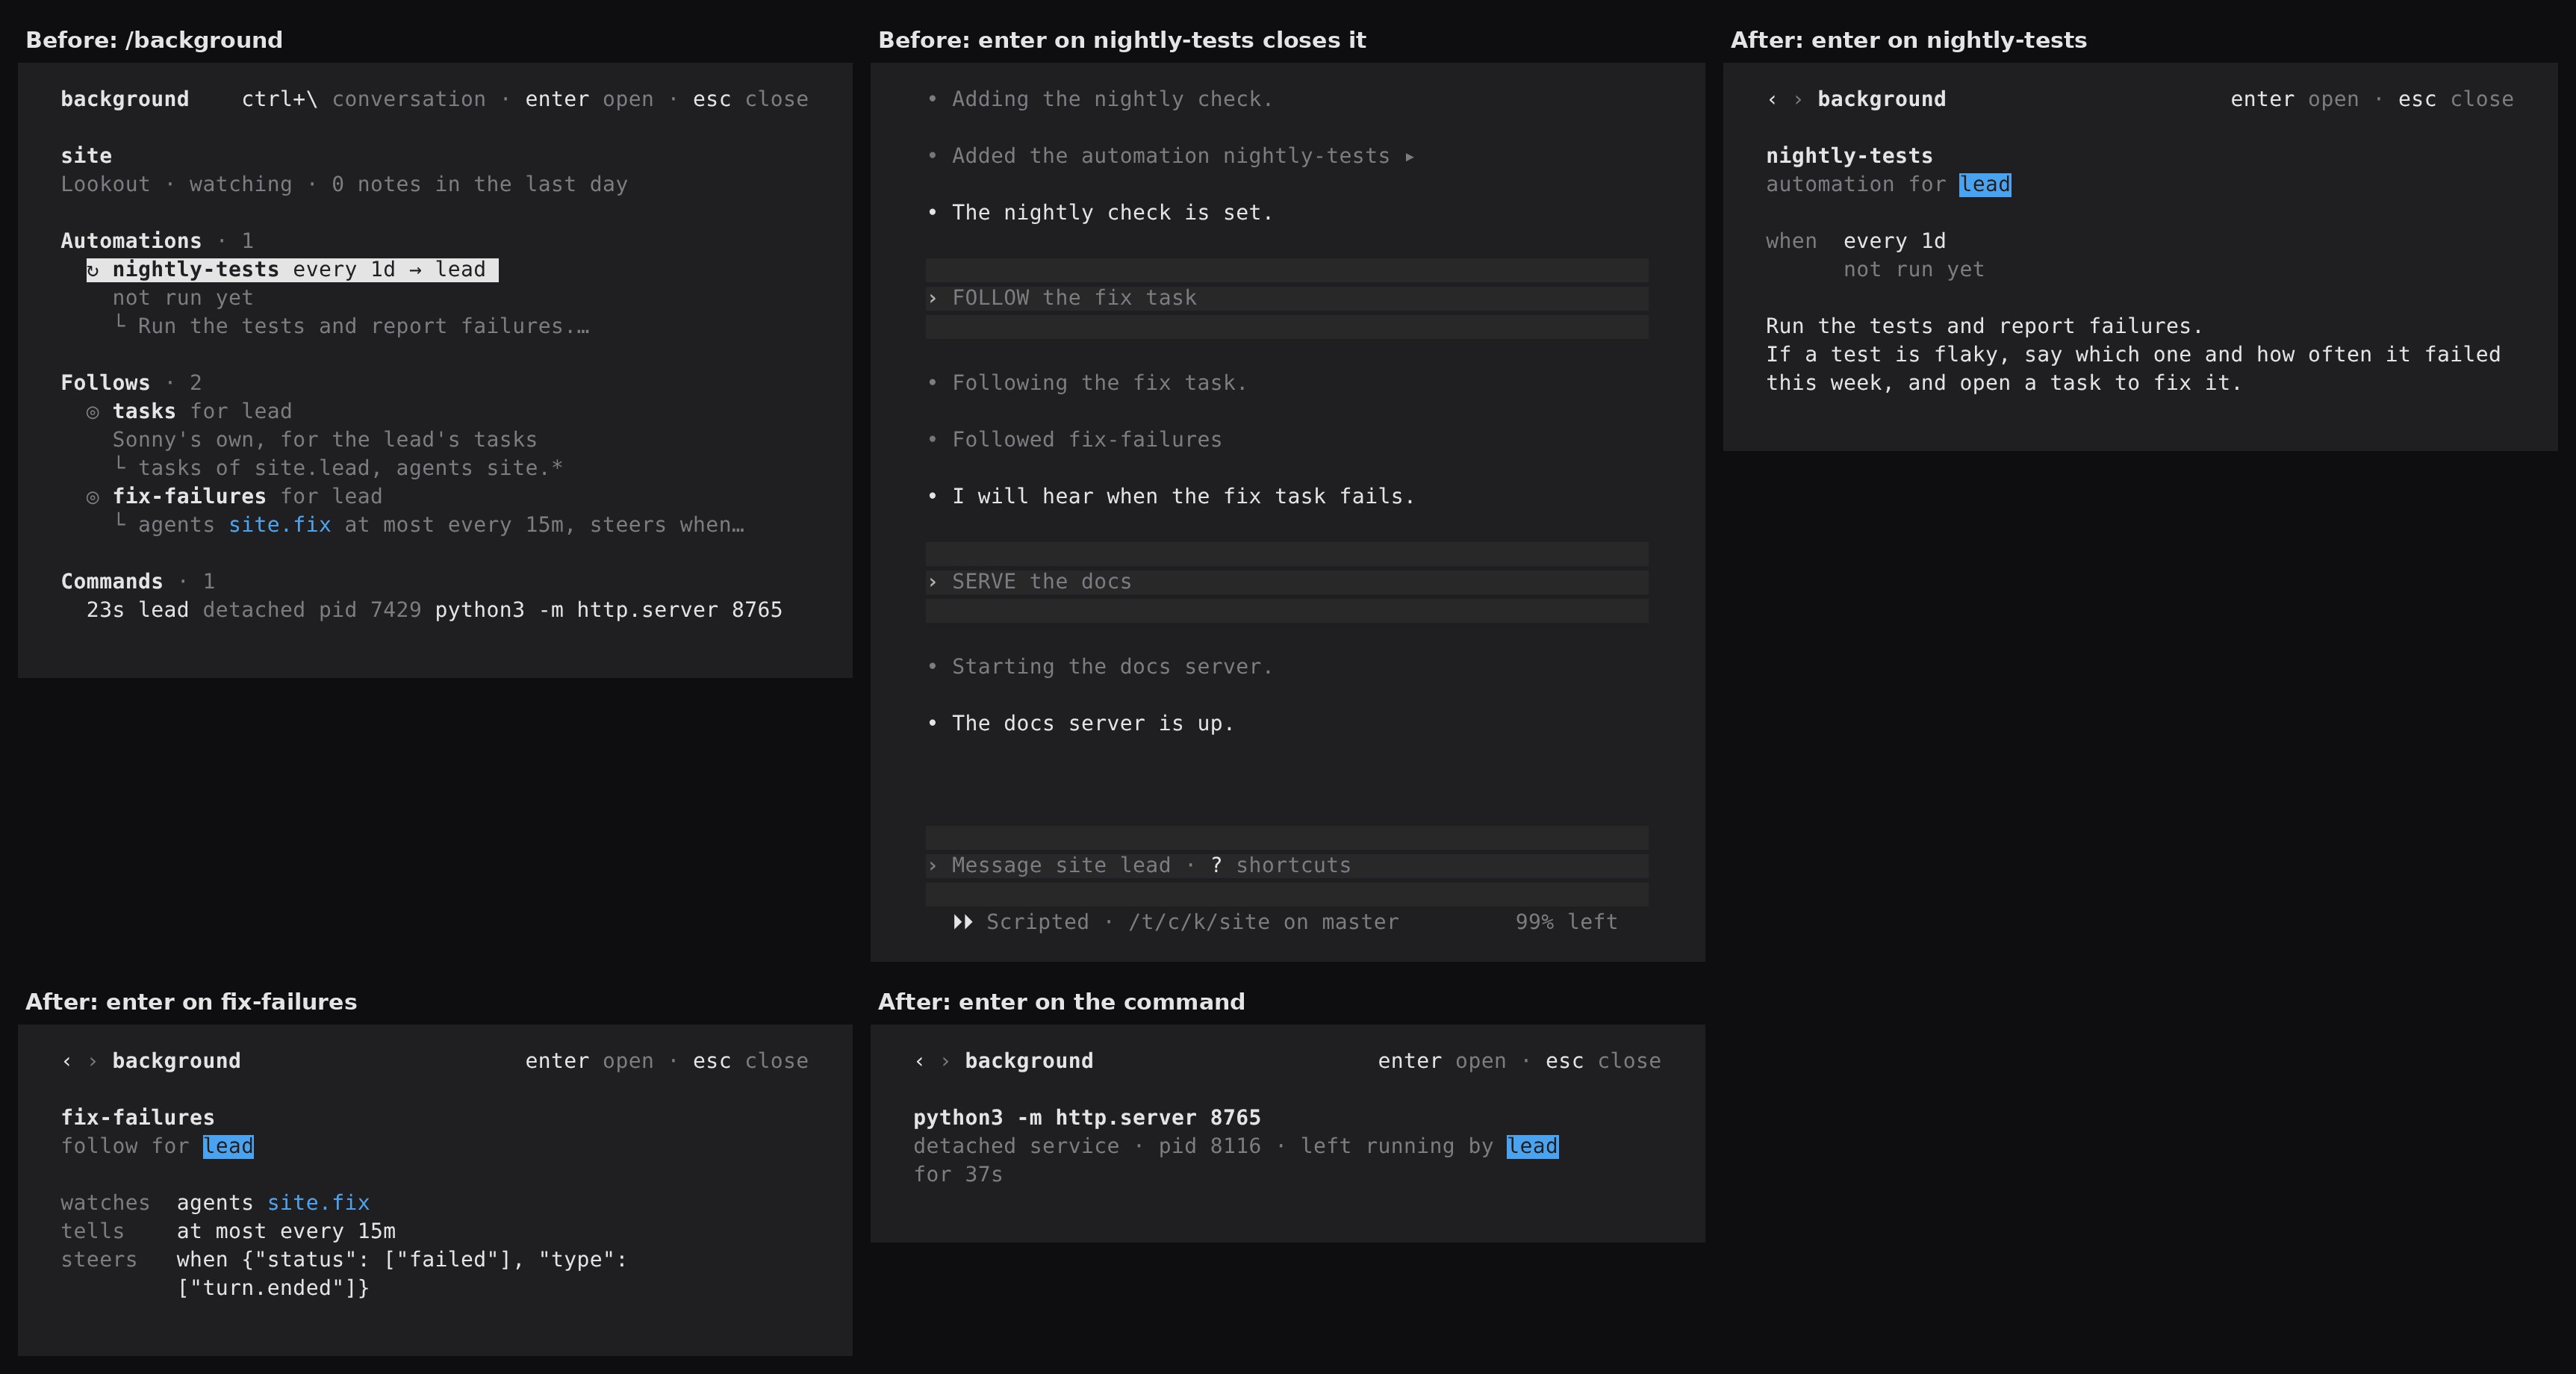 Before: /background
background    ctrl+\ conversation · enter open · esc close
site
Lookout · watching · 0 notes in the last day
Automations · 1
↻ nightly-tests every 1d → lead
not run yet
└ Run the tests and report failures.…
Follows · 2
◎ tasks for lead
Sonny's own, for the lead's tasks
└ tasks of site.lead, agents site.*
◎ fix-failures for lead
└ agents site.fix at most every 15m, steers when…
Commands · 1
23s lead detached pid 7429 python3 -m http.server 8765
Before: enter on nightly-tests closes it
• Adding the nightly check.
• Added the automation nightly-tests ▸
• The nightly check is set.
› FOLLOW the fix task
• Following the fix task.
• Followed fix-failures
• I will hear when the fix task fails.
› SERVE the docs
• Starting the docs server.
• The docs server is up.
› Message site lead · ? shortcuts
⏵⏵ Scripted · /t/c/k/site on master    99% left
After: enter on nightly-tests
‹ › background    enter open · esc close
nightly-tests
automation for lead
when  every 1d
not run yet
Run the tests and report failures.
If a test is flaky, say which one and how often it failed
this week, and open a task to fix it.
After: enter on fix-failures
‹ › background    enter open · esc close
fix-failures
follow for lead
watches  agents site.fix
tells    at most every 15m
steers   when {"status": ["failed"], "type":
["turn.ended"]}
After: enter on the command
‹ › background    enter open · esc close
python3 -m http.server 8765
detached service · pid 8116 · left running by lead
for 37s